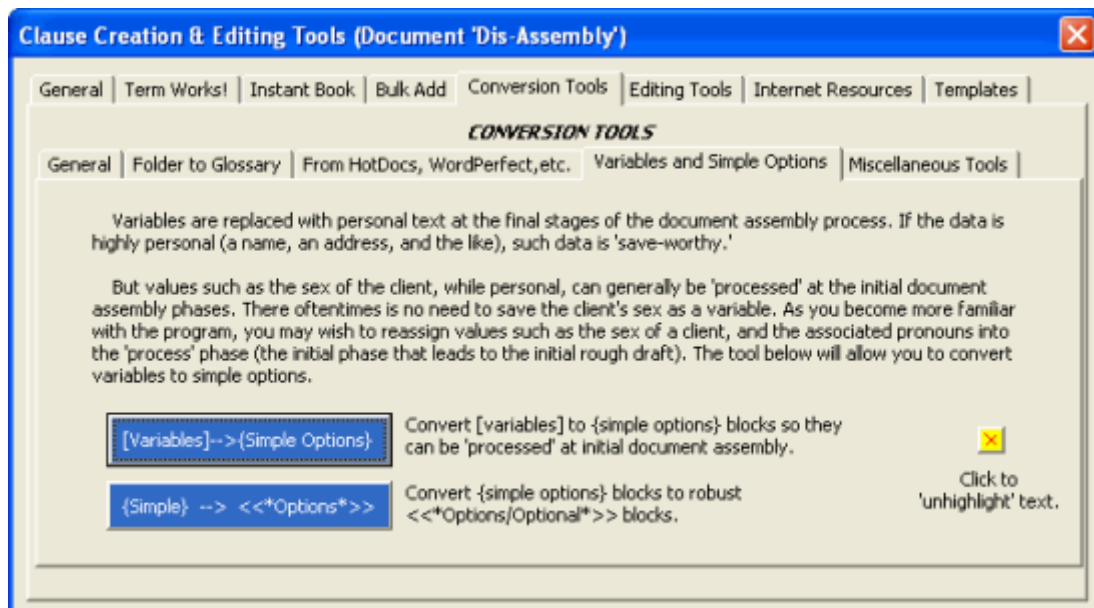 Clause Creation & Editing Tools (Document 'Dis-Assembly')
General | Term Works! | Instant Book | Bulk Add | Conversion Tools | Editing Tools | Internet Resources | Templates
CONVERSION TOOLS
General | Folder to Glossary | From HotDocs, WordPerfect,etc. | Variables and Simple Options | Miscellaneous Tools
Variables are replaced with personal text at the final stages of the document assembly process. If the data is
highly personal (a name, an address, and the like), such data is 'save-worthy.'
But values such as the sex of the client, while personal, can generally be 'processed' at the initial document
assembly phases. There oftentimes is no need to save the client's sex as a variable. As you become more familiar
with the program, you may wish to reassign values such as the sex of a client, and the associated pronouns into
the 'process' phase (the initial phase that leads to the initial rough draft). The tool below will allow you to convert
variables to simple options.
[Variables]-->{Simple Options}
Convert [variables] to {simple options} blocks so they
can be 'processed' at initial document assembly.
{Simple} --> <<*Options*>>
Convert {simple options} blocks to robust
<<*Options/Optional*>> blocks.
Click to
'unhighlight' text.